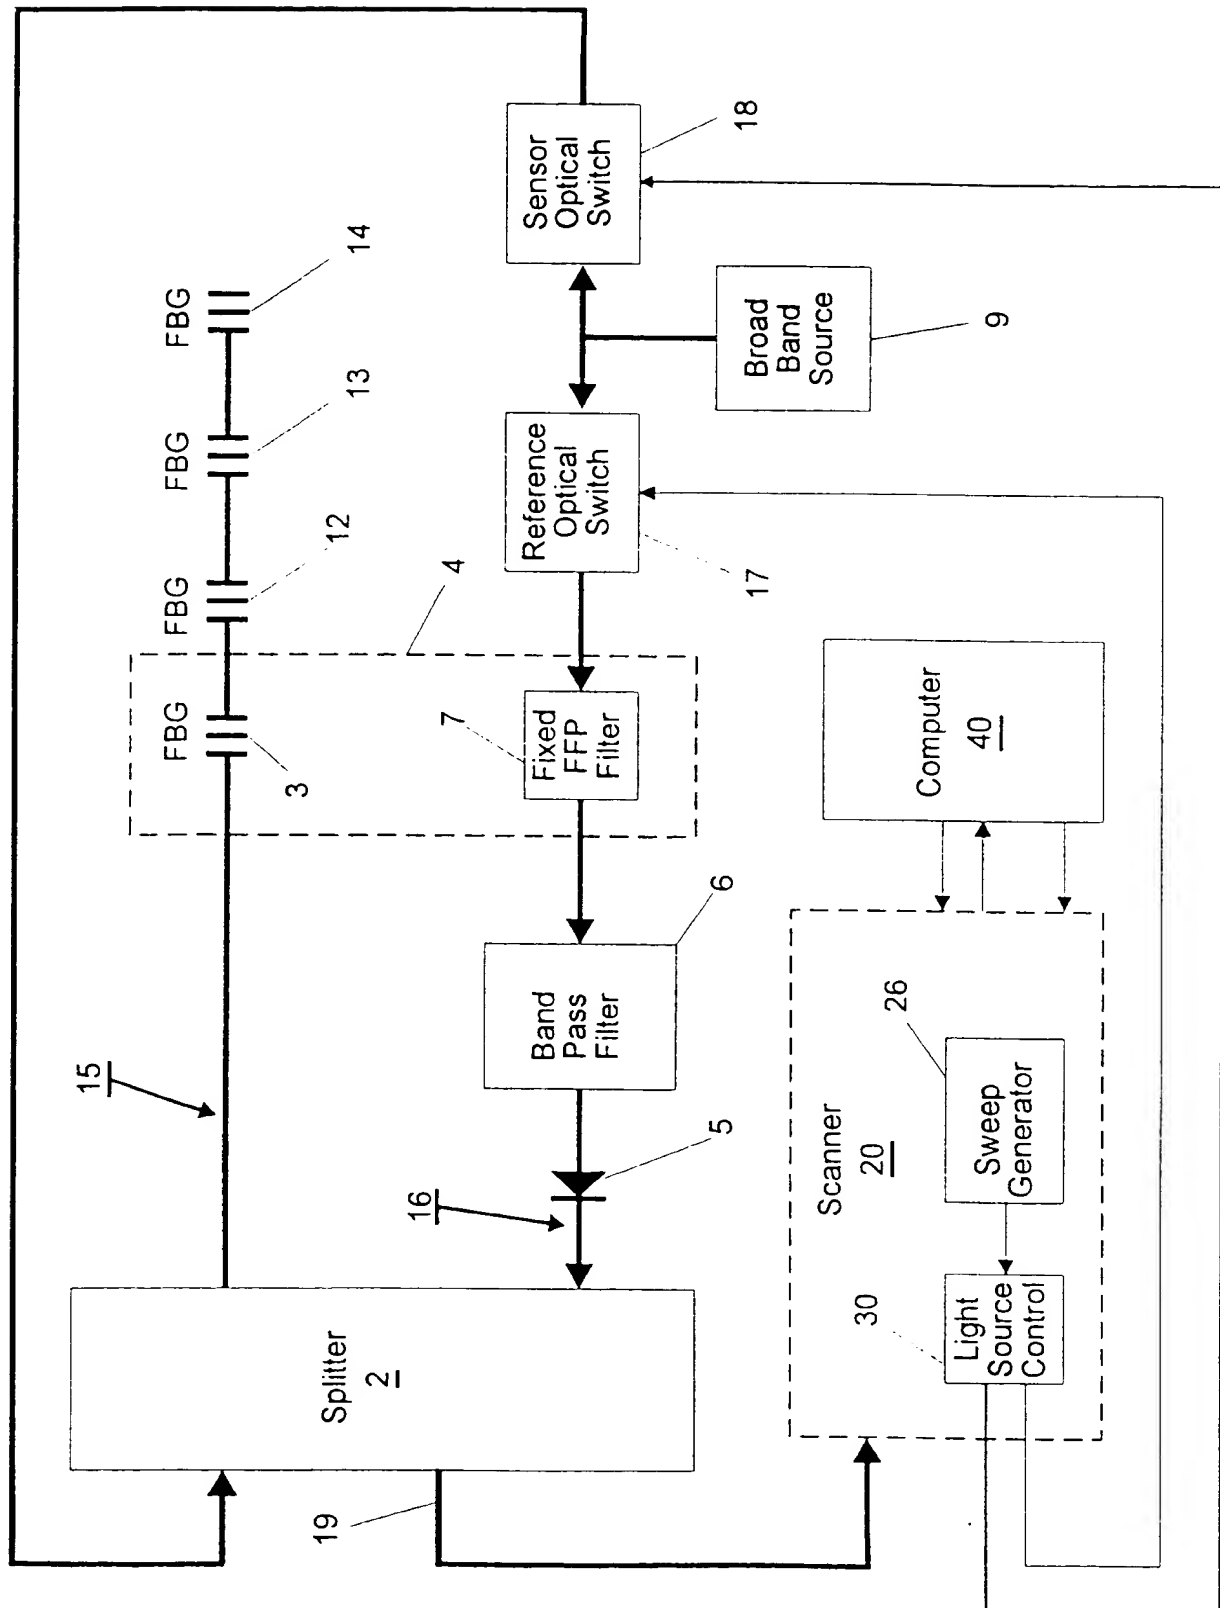 FBG
14
FBG
13
FBG
12
FBG
3
4
15
Sensor
Optical
Switch
18
Broad
Band
Source
9
Reference
Optical
Switch
17
7
Fixed
FFP
Filter
Band
Pass
Filter
6
5
16
Splitter
2
19
Computer
40
Scanner
20
26
Sweep
Generator
30
Light
Source
Control